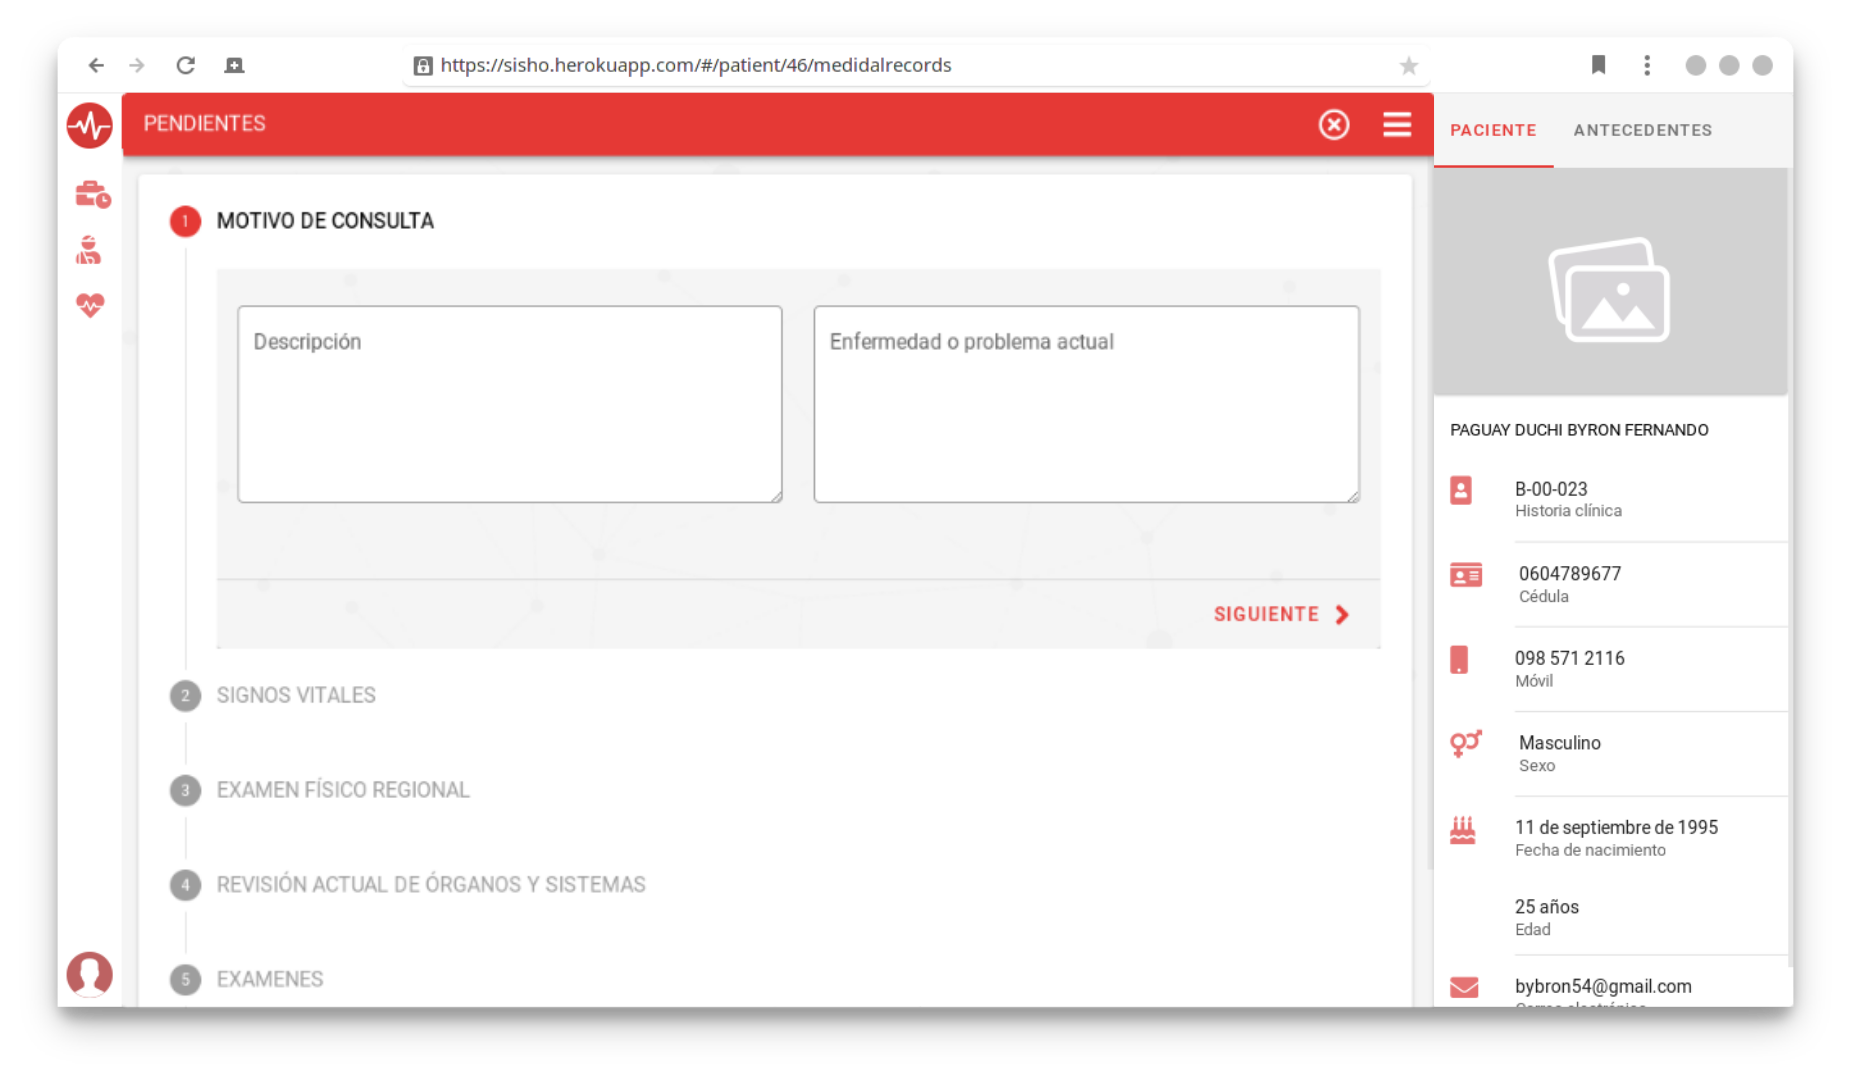 https://sisho.herokuapp.com/#/patient/46/medidalrecords
PENDIENTES
1 MOTIVO DE CONSULTA
Descripción
Enfermedad o problema actual
SIGUIENTE
2 SIGNOS VITALES
3 EXAMEN FÍSICO REGIONAL
4 REVISIÓN ACTUAL DE ÓRGANOS Y SISTEMAS
5 EXAMENES
PACIENTE ANTECEDENTES
PAGUAY DUCHI BYRON FERNANDO
B-00-023
Historia clínica
0604789677
Cédula
098 571 2116
Móvil
Masculino
Sexo
11 de septiembre de 1995
Fecha de nacimiento
25 años
Edad
bybron54@gmail.com